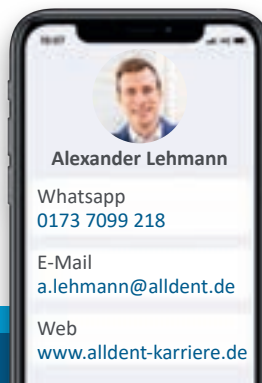 Alexander Lehmann
Whatsapp
0173 7099 218
E-Mail
a.lehmann@alldent.de
Web
www.alldent-karriere.de